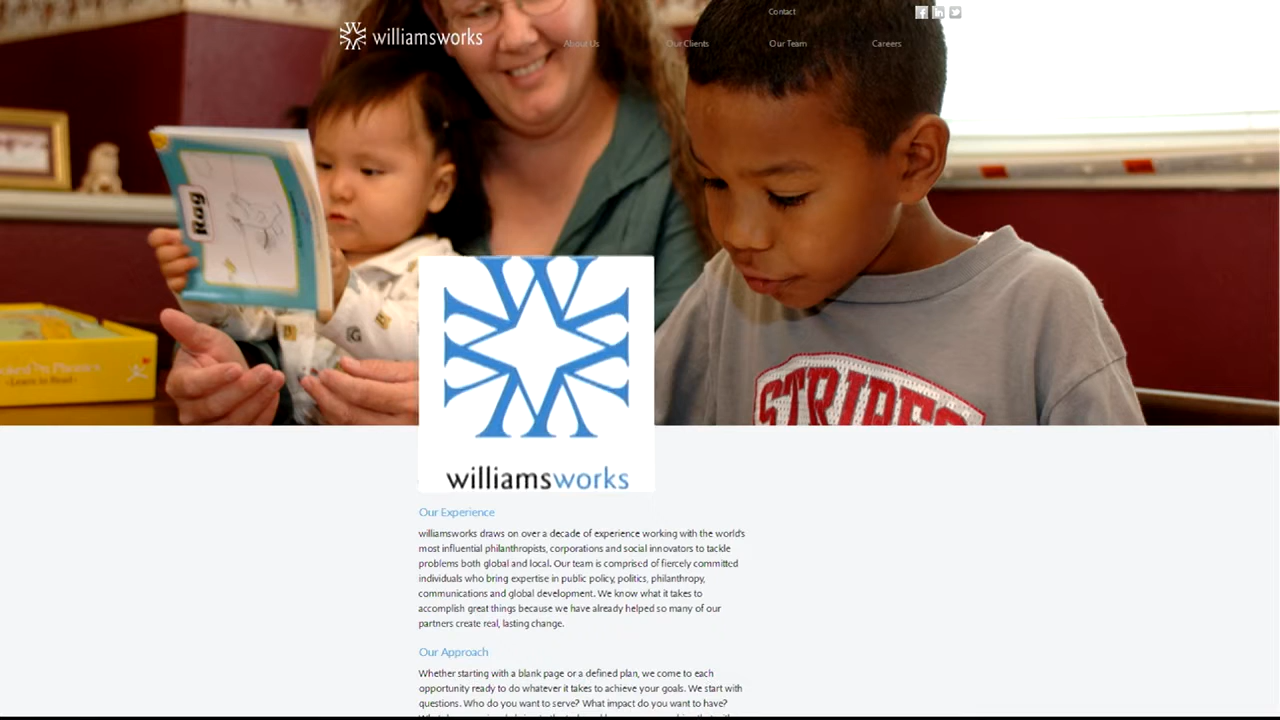 Contact
williamsworks
About Us
Our Clients
Our Team
Careers
Rag
Learn to Read
STRIPES
williamsworks
Our Experience
williamsworks draws on over a decade of experience working with the world's
most influential philanthropists, corporations and social innovators to tackle
problems both global and local. Our team is comprised of fiercely committed
individuals who bring expertise in public policy, politics, philanthropy,
communications and global development. We know what it takes to
accomplish great things because we have already helped so many of our
partners create real, lasting change.
Our Approach
Whether starting with a blank page or a defined plan, we come to each
opportunity ready to do whatever it takes to achieve your goals. We start with
questions. Who do you want to serve? What impact do you want to have?